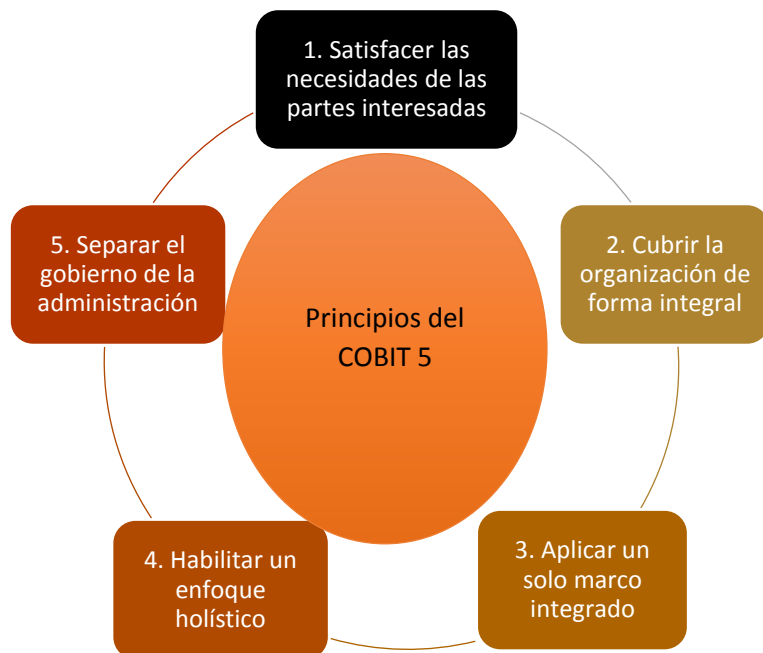 1. Satisfacer las
necesidades de las
partes interesadas
2. Cubrir la
organización de
forma integral
3. Aplicar un
solo marco
integrado
4. Habilitar un
enfoque
holístico
5. Separar el
gobierno de la
administración
Principios del
COBIT 5